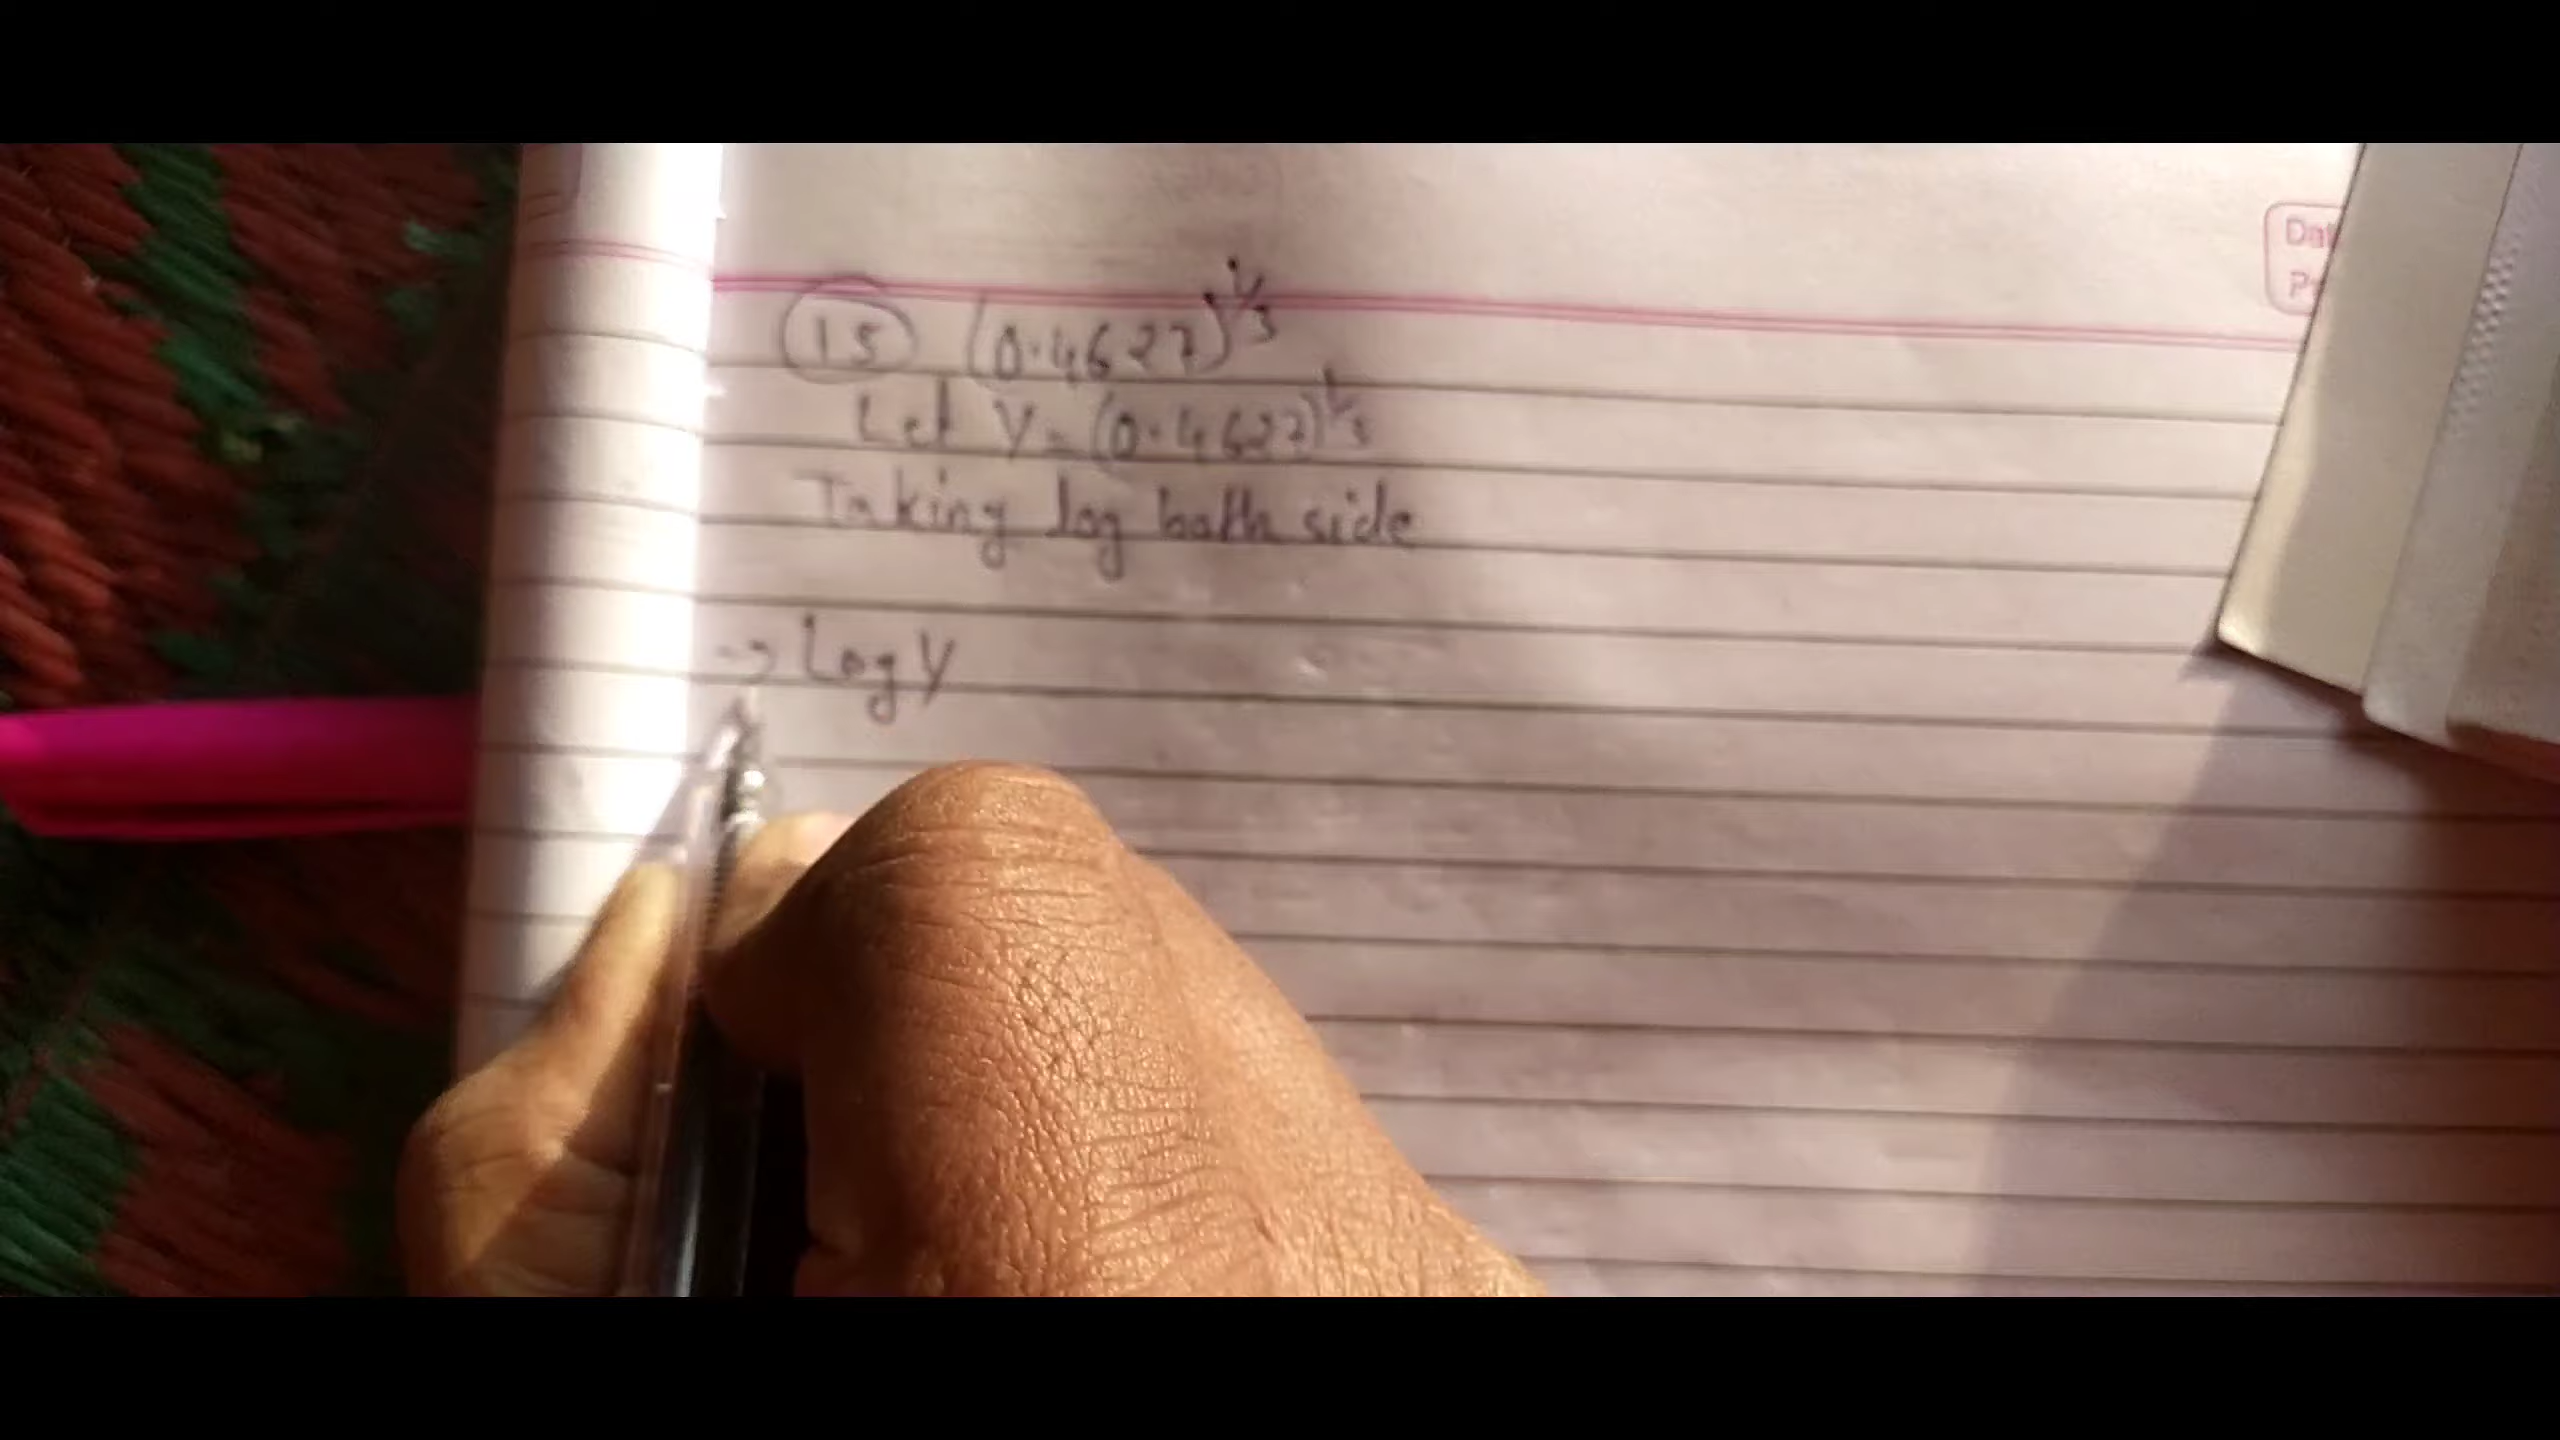 15 (0.4627)^1/3
Let Y = (0.4627)^1/3
Taking log both side
→ Log Y